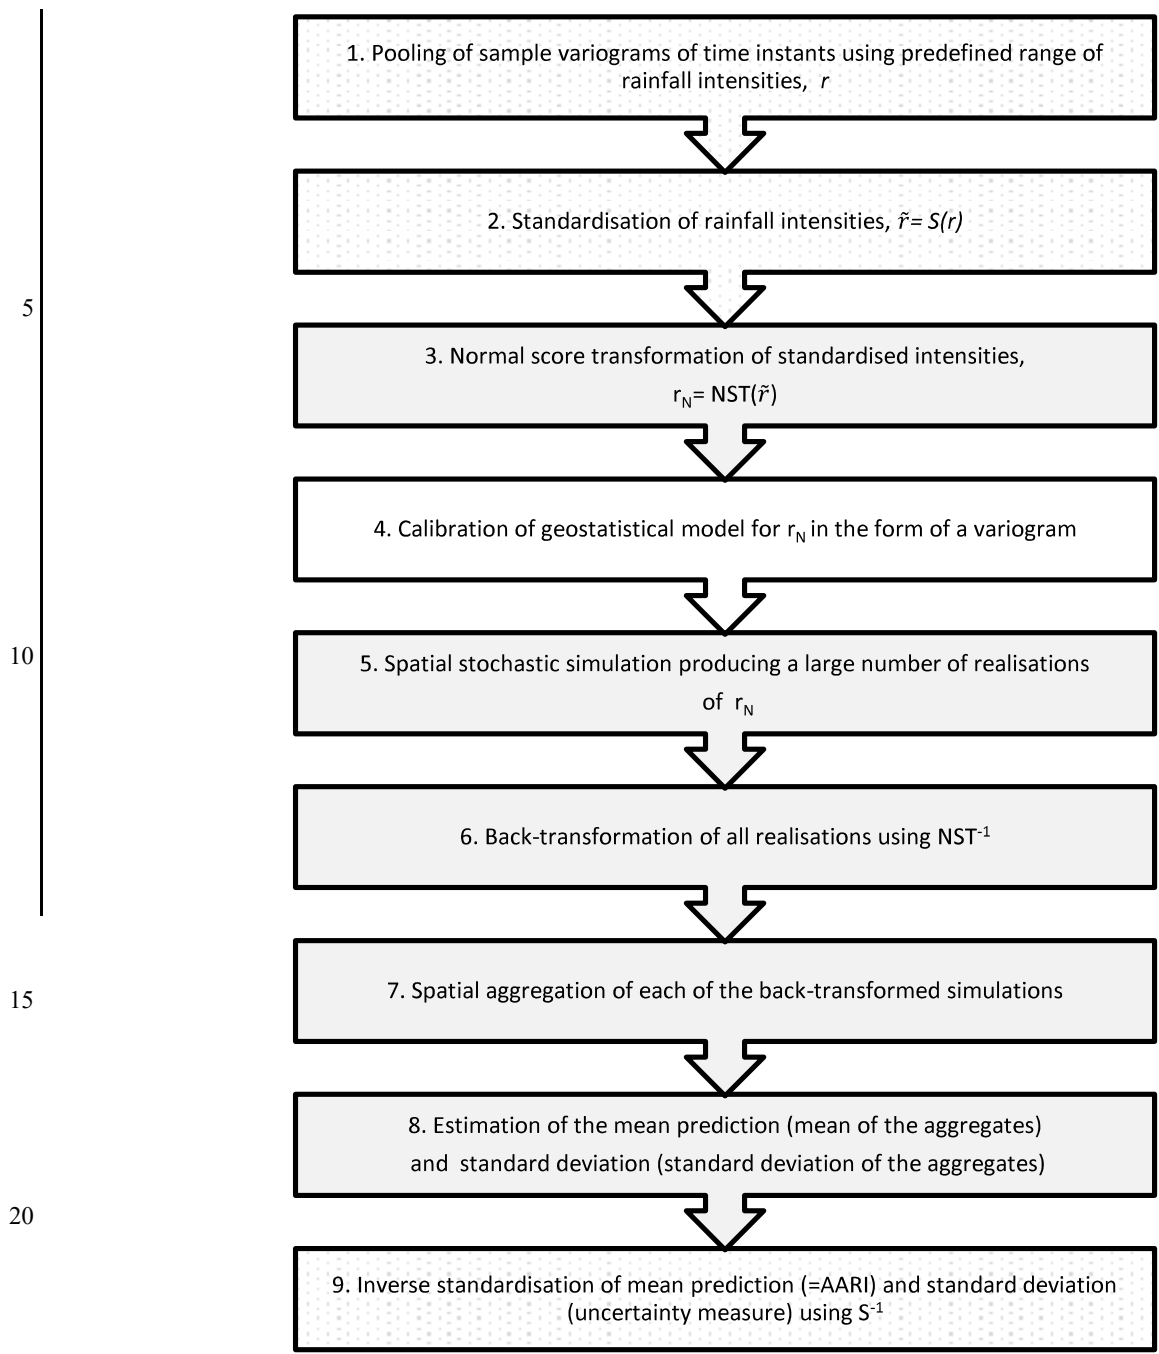 1. Pooling of sample variograms of time instants using predefined range of
rainfall intensities, r
2. Standardisation of rainfall intensities, r̃= S(r)
5
3. Normal score transformation of standardised intensities,
r_N= NST(r̃)
4. Calibration of geostatistical model for r_N in the form of a variogram
10
5. Spatial stochastic simulation producing a large number of realisations
of r_N
6. Back-transformation of all realisations using NST⁻¹
15
7. Spatial aggregation of each of the back-transformed simulations
8. Estimation of the mean prediction (mean of the aggregates)
and standard deviation (standard deviation of the aggregates)
20
9. Inverse standardisation of mean prediction (=AARI) and standard deviation
(uncertainty measure) using S⁻¹